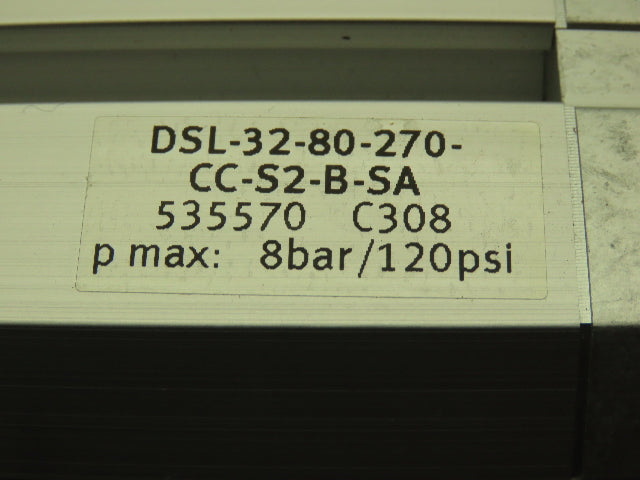 DSL-32-80-270-
CC-S2-B-SA
535570 C308
p max: 8bar/120psi